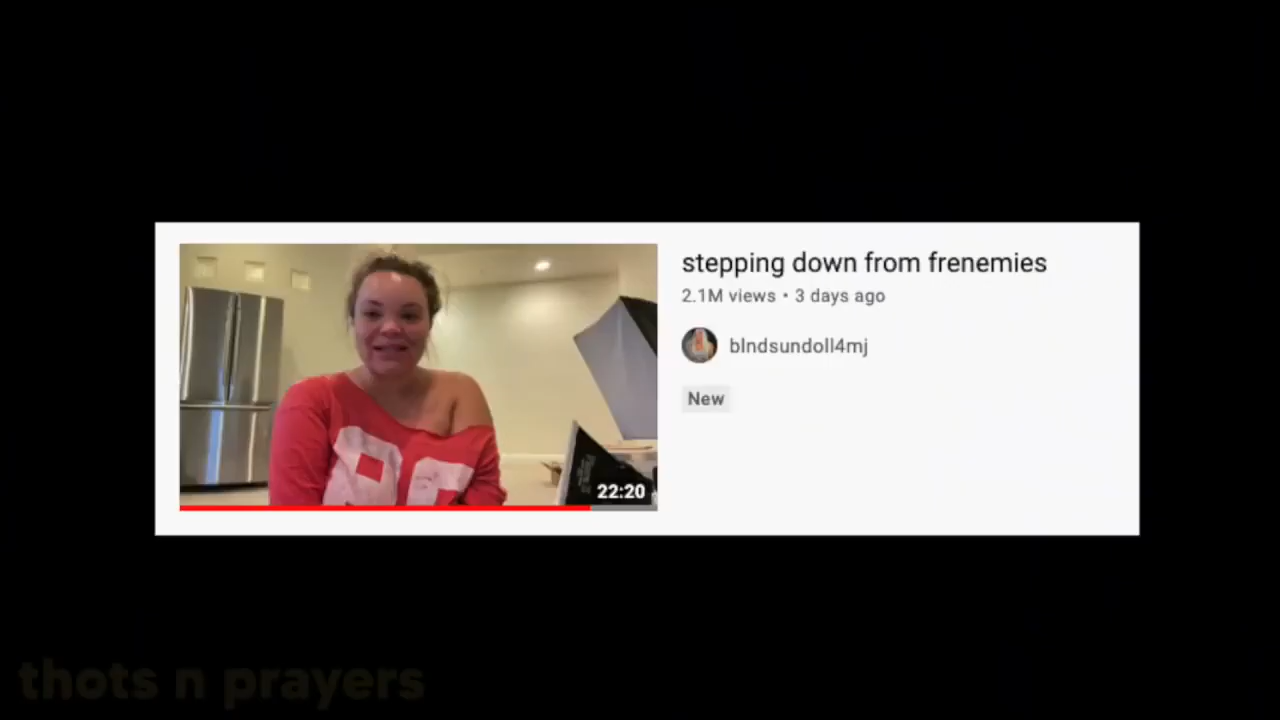 stepping down from frenemies
2.1M views • 3 days ago
blndsundoll4mj
New
22:20
thots n prayers